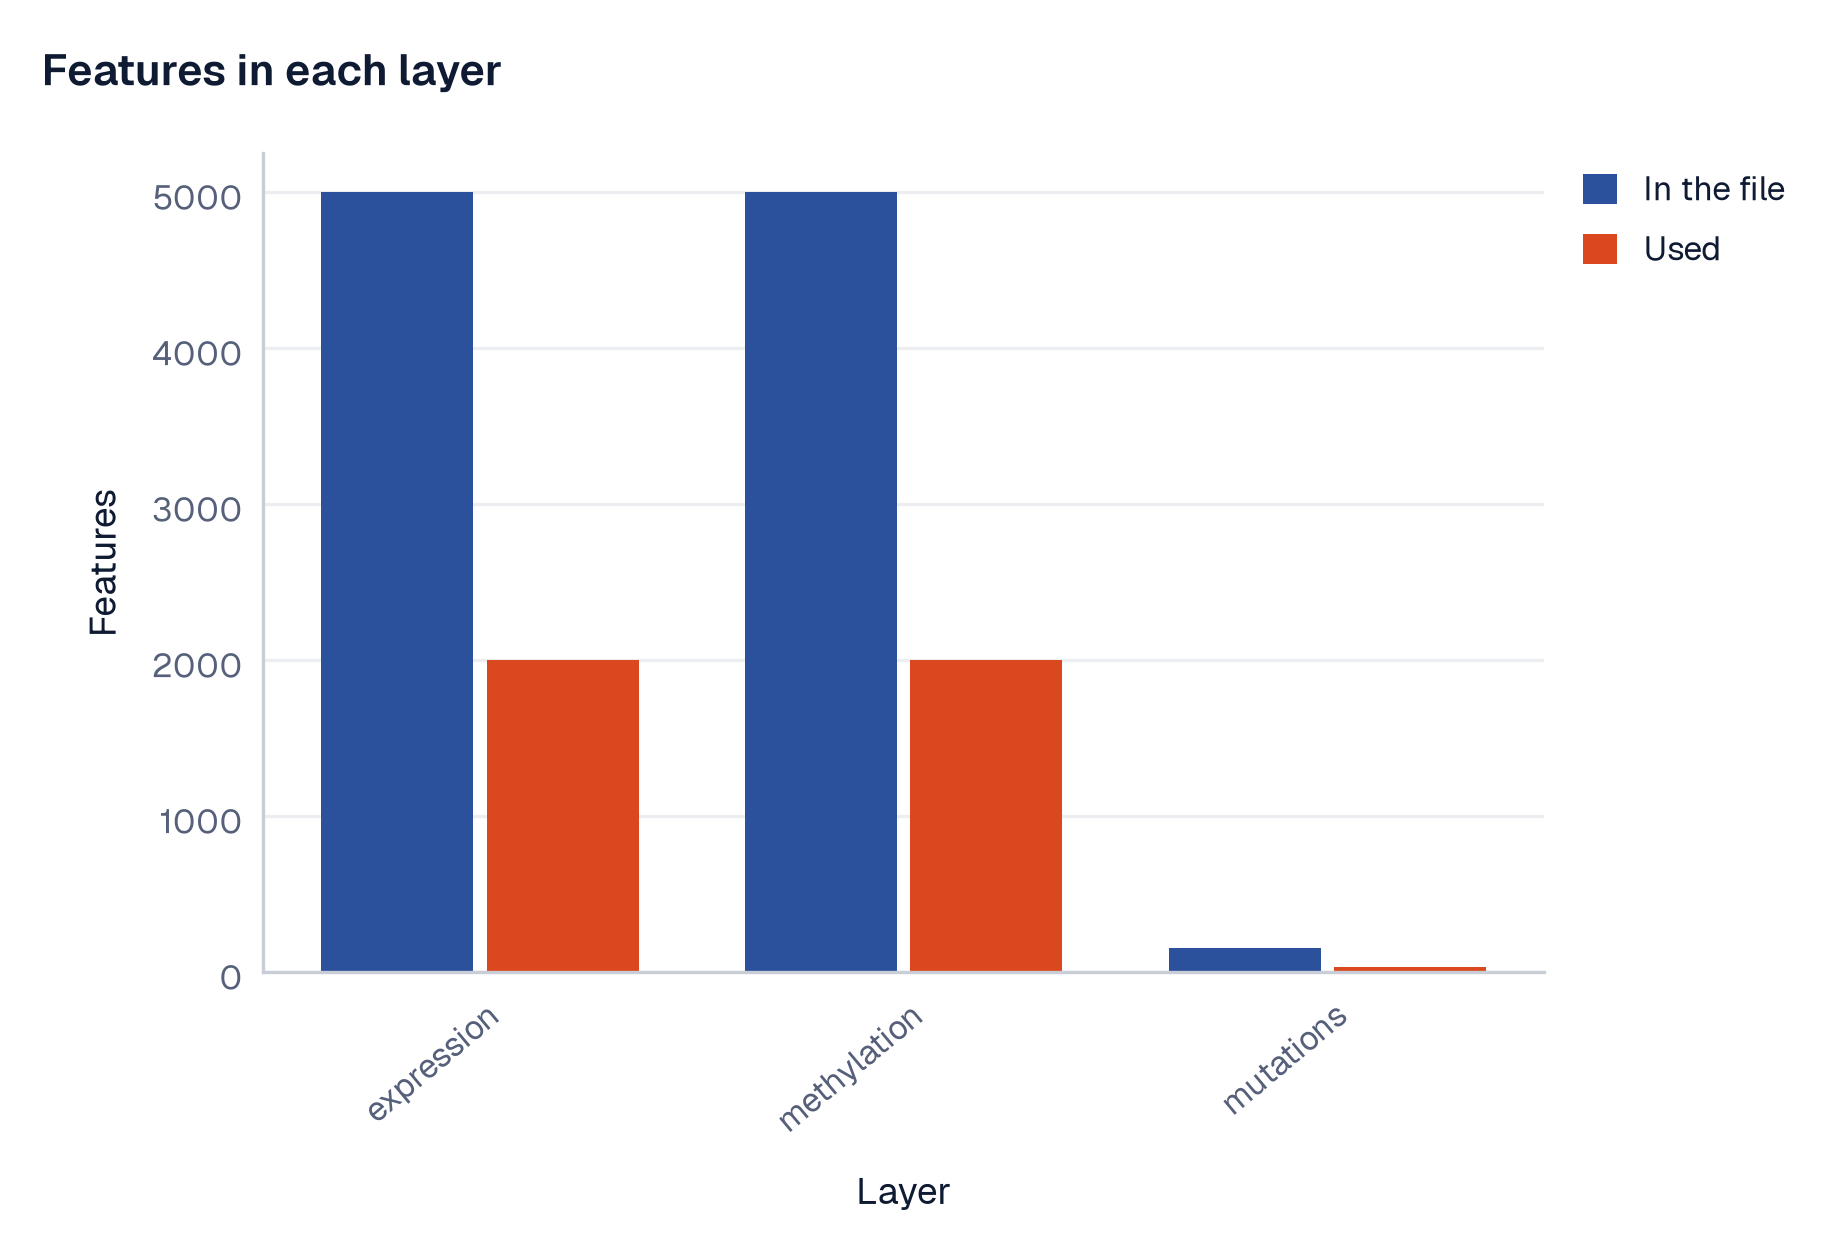 Features in each layer
In the file
Used
Features
5000
4000
3000
2000
1000
0
expression
methylation
mutations
Layer